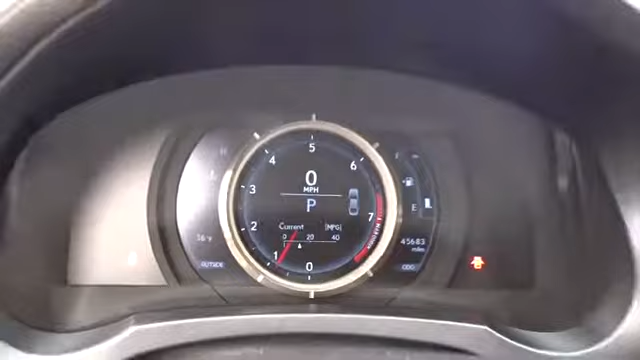 5
4
6
0
MPH
3
P
7
E
2
Current
MPG
0 20 40
45683
miles
1
0
OUTSIDE
ODO